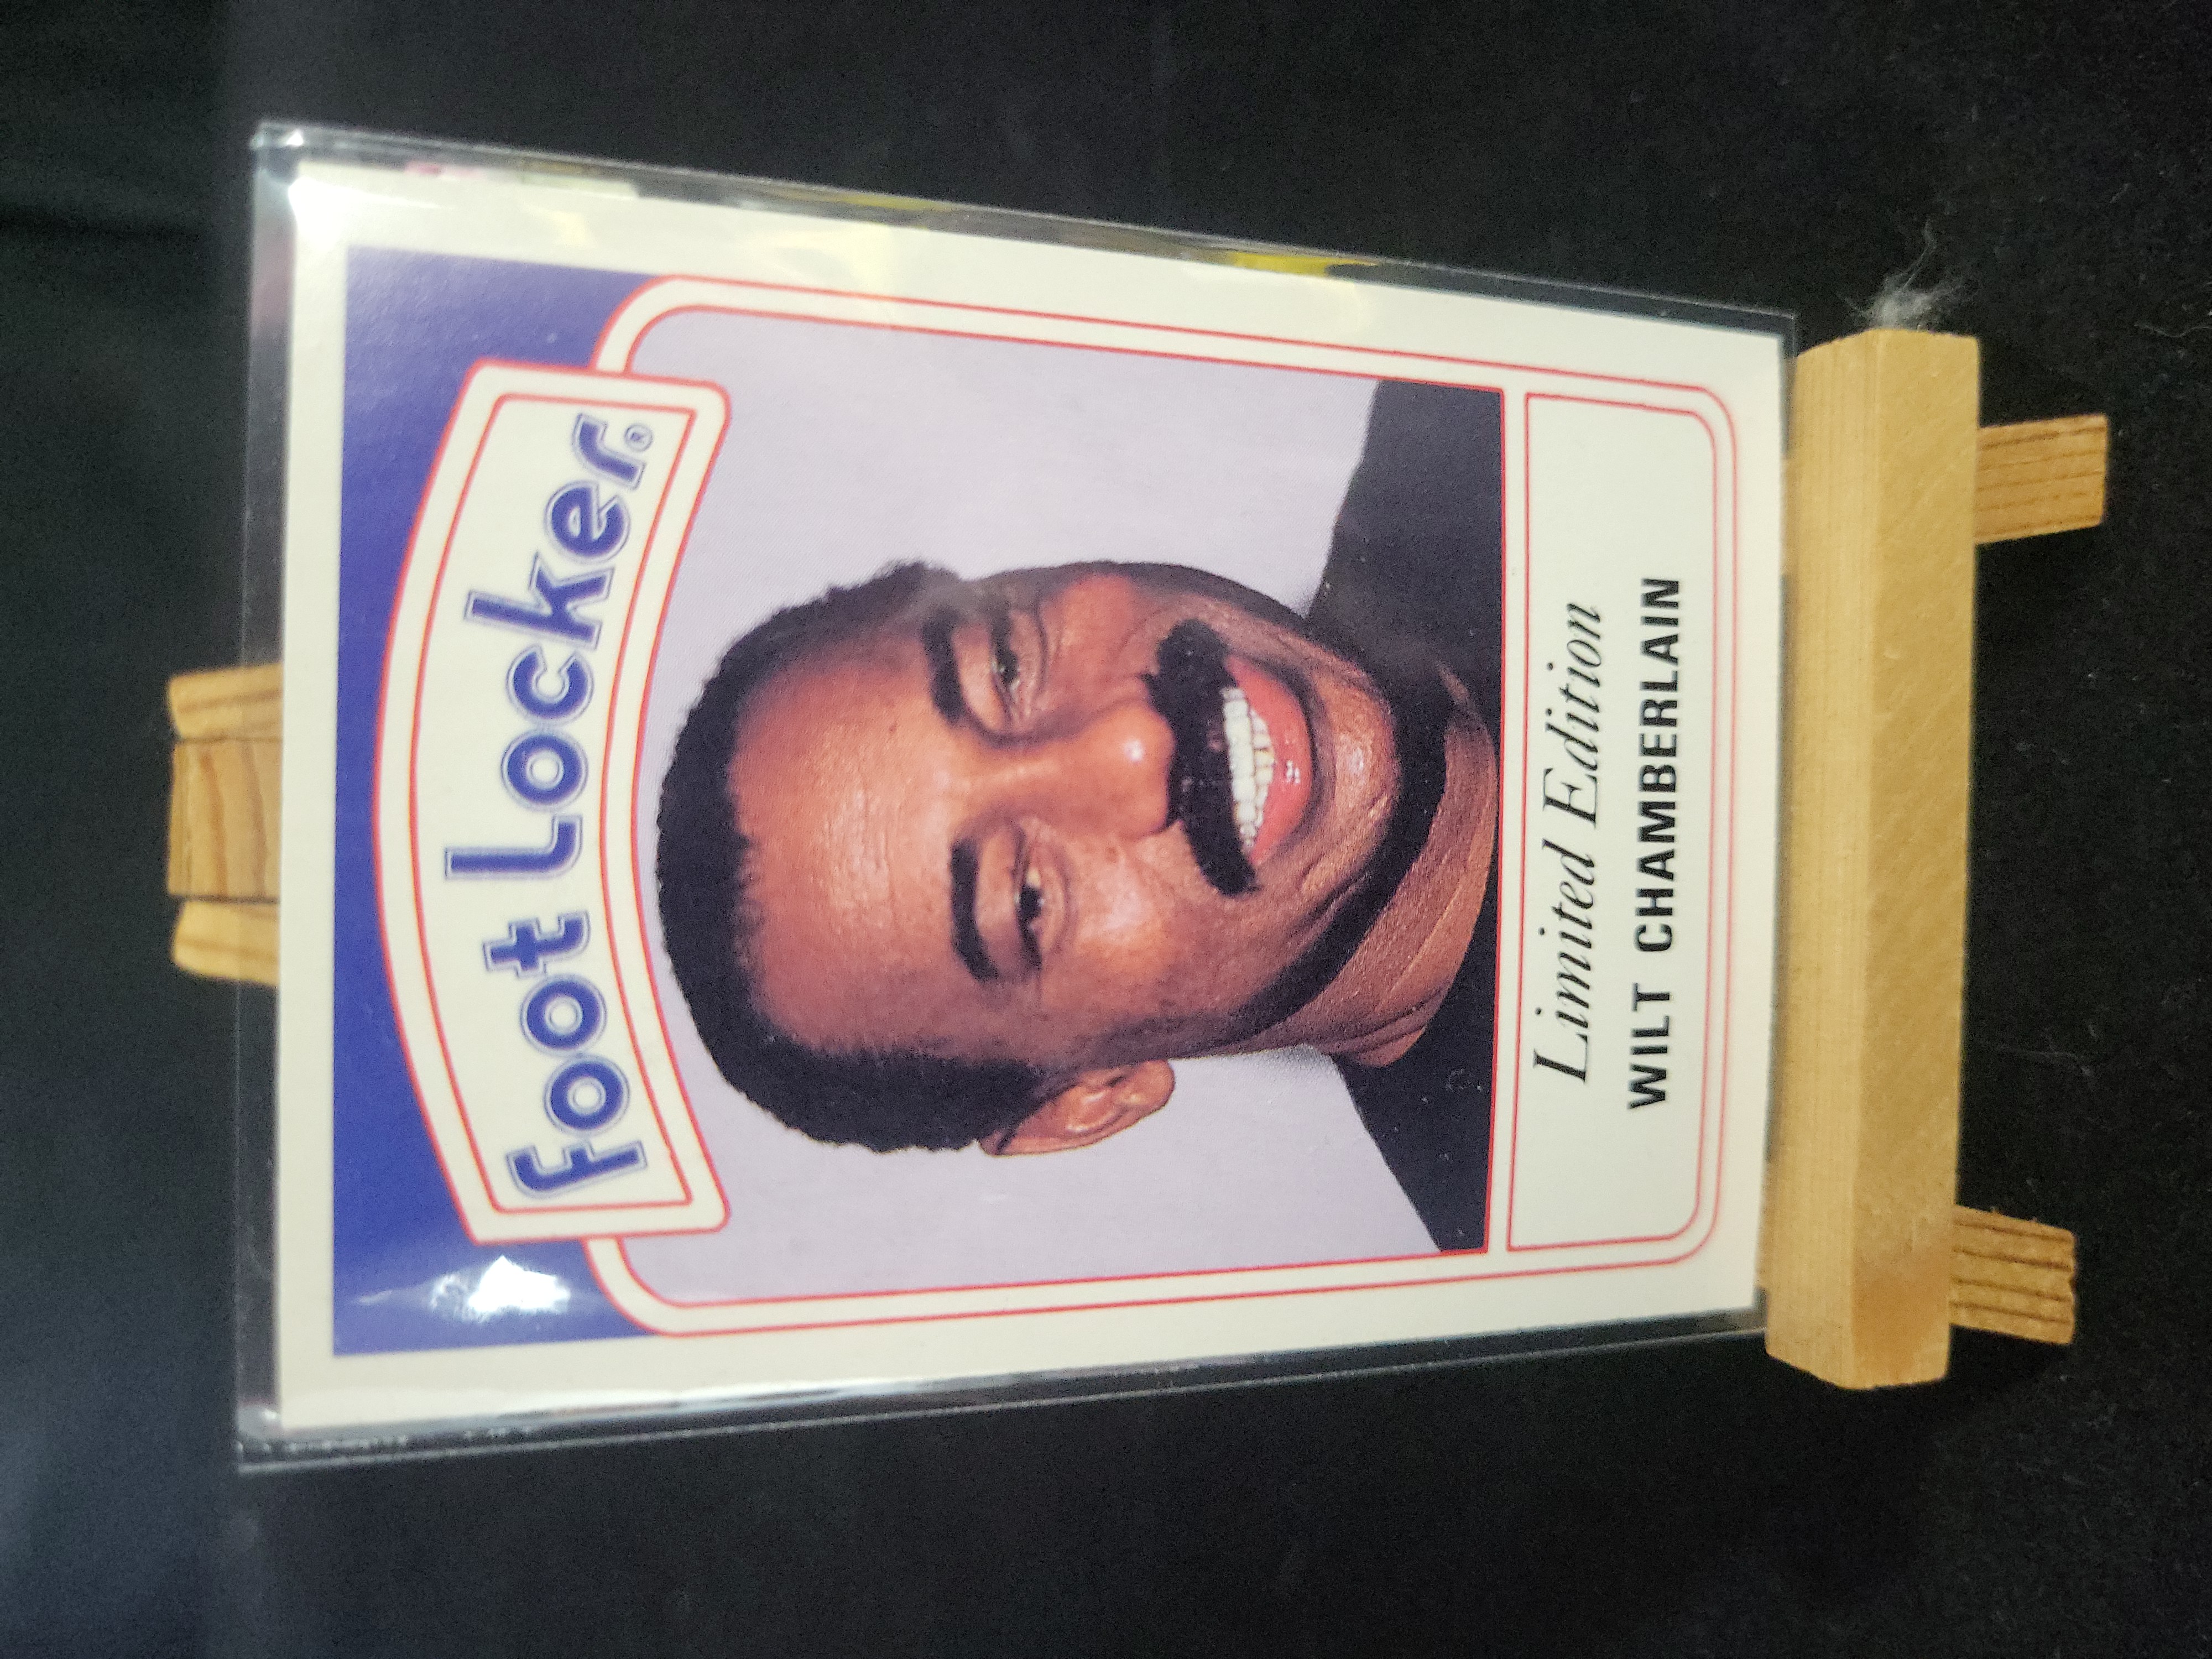 Foot Locker®
Limited Edition
WILT CHAMBERLAIN